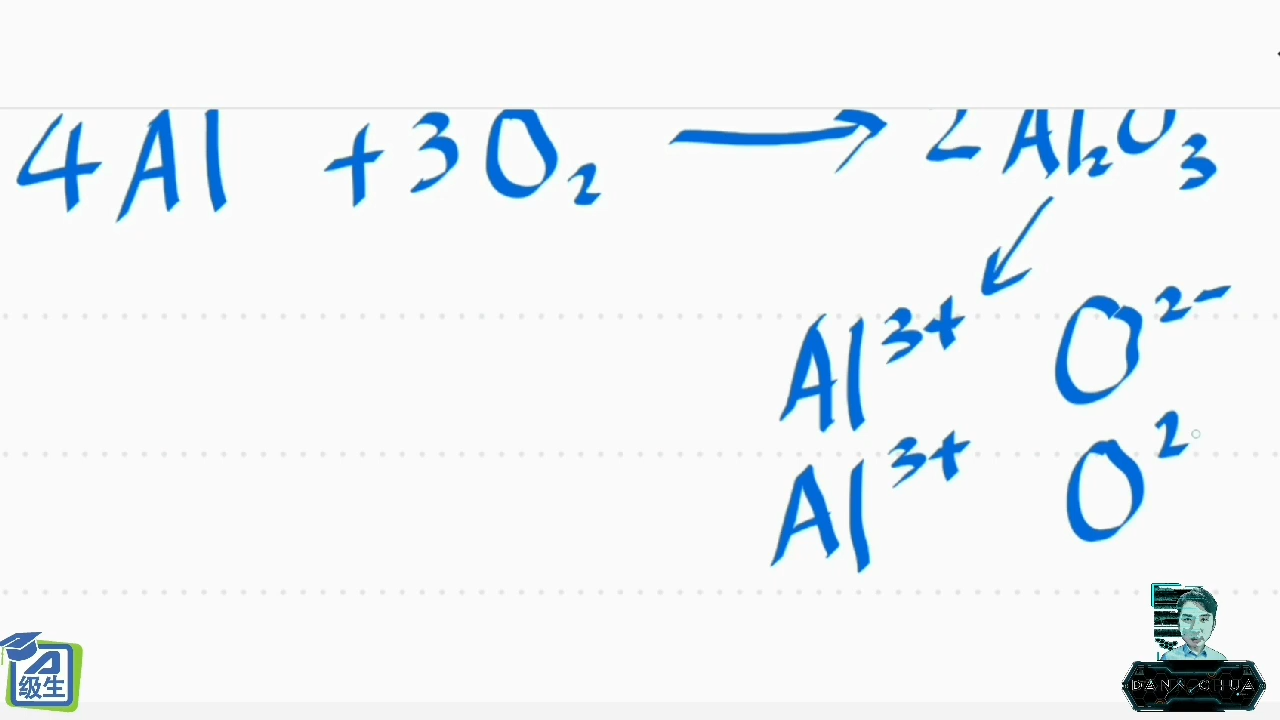 4Al + 3O₂ → 2Al₂O₃
Al³⁺ O²⁻
Al³⁺ O²
A
级生
DANA CHUA